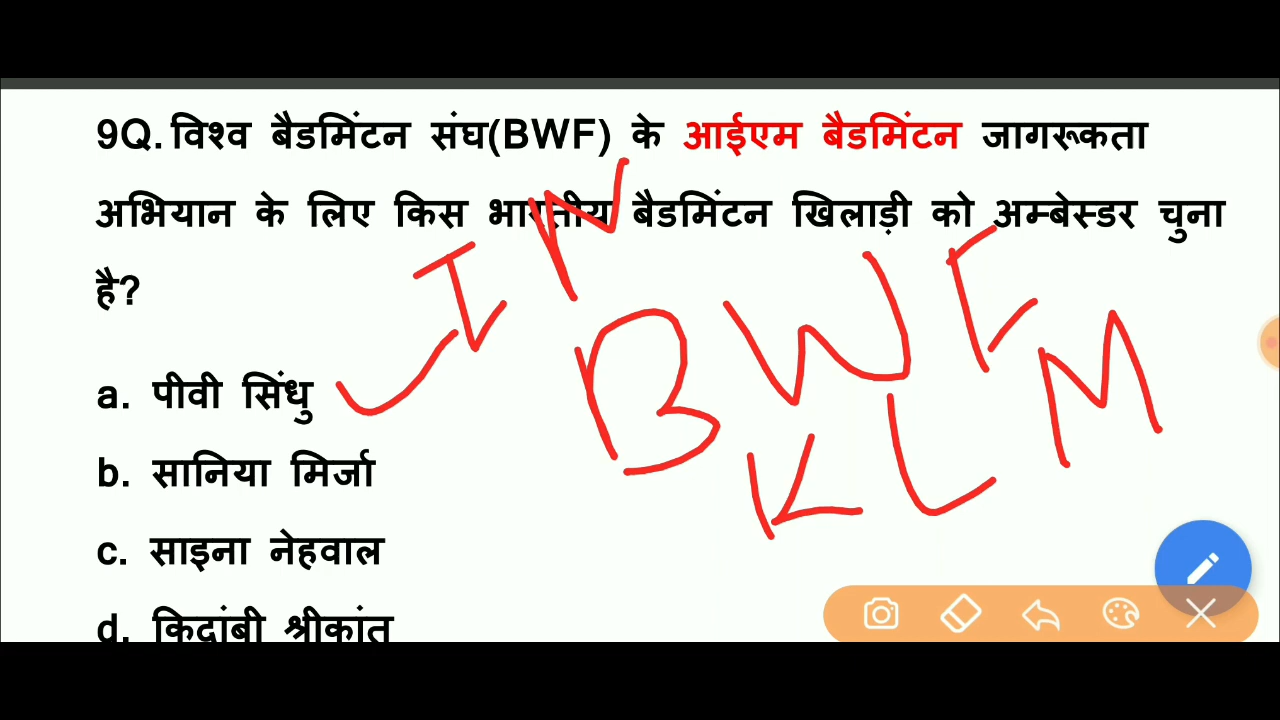 9Q. विश्व बैडमिंटन संघ(BWF) के आईएम बैडमिंटन जागरूकता
अभियान के लिए किस भारतीय बैडमिंटन खिलाड़ी को अम्बेस्डर चुना
है?
IN
BWF
a. पीवी सिंधु
KLM
b. सानिया मिर्जा
c. साइना नेहवाल
d. किदांबी श्रीकांत